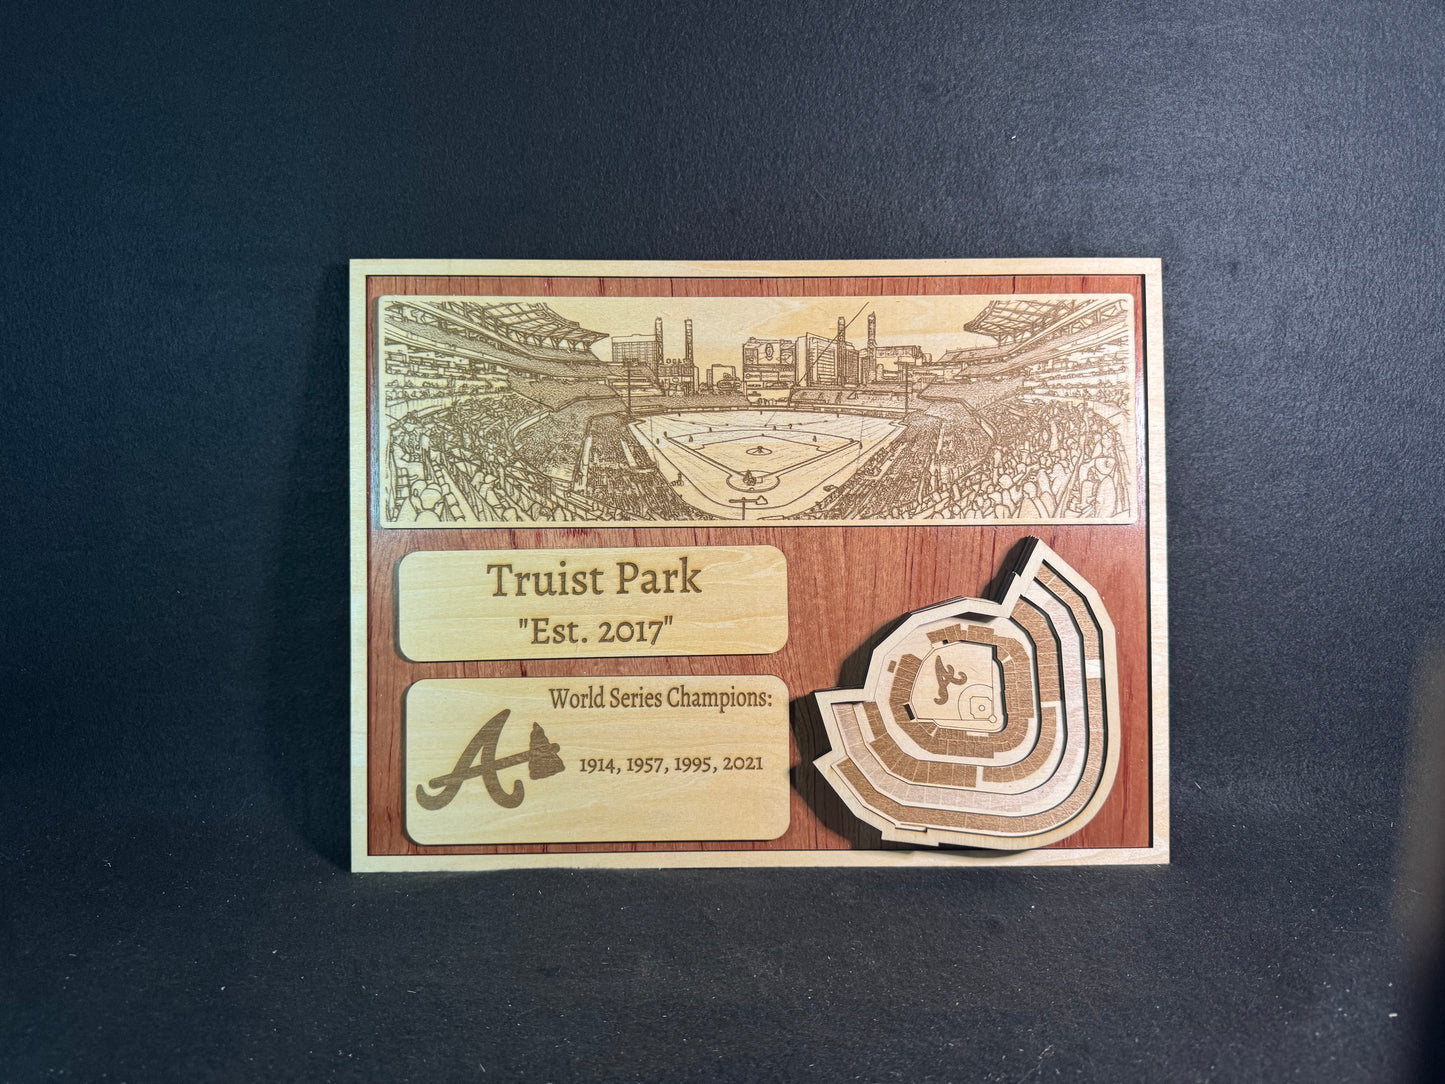 Truist Park
"Est. 2017"
World Series Champions:
A
1914, 1957, 1995, 2021
A